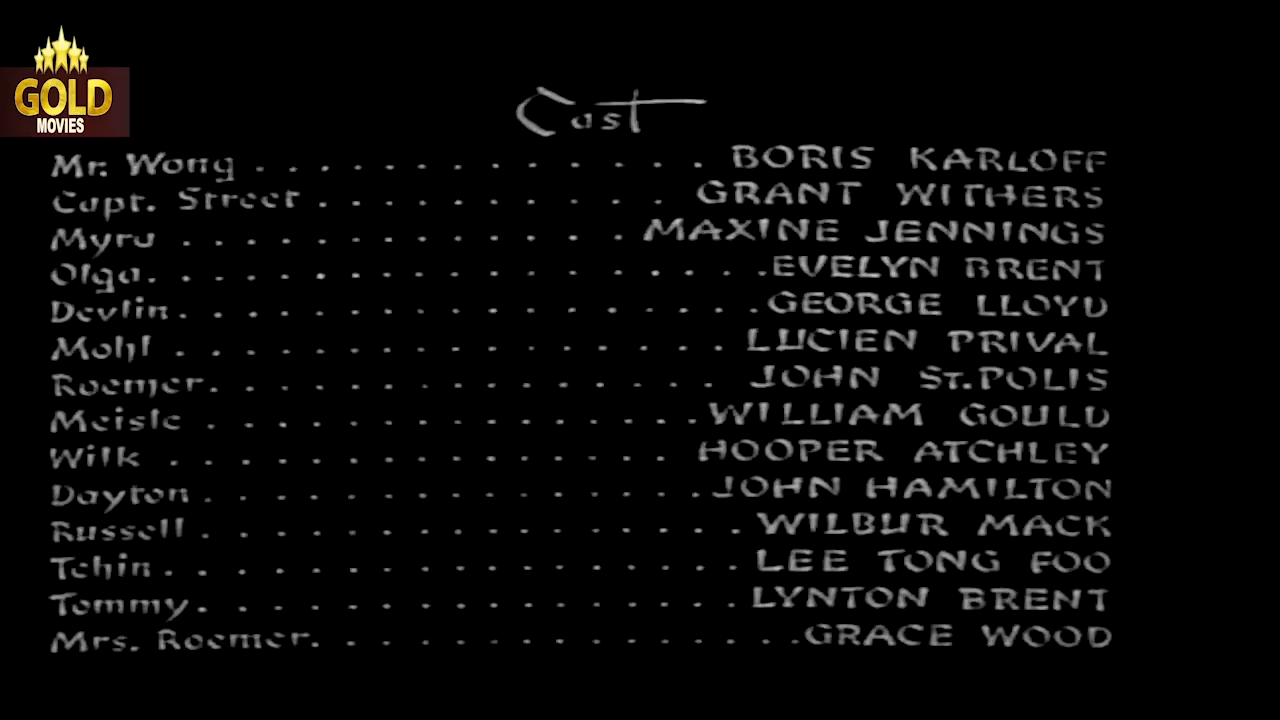 GOLD
MOVIES
Cast
Mr. Wong . . . . . . . . . . . . . BORIS KARLOFF
Capt. Street . . . . . . . . . . GRANT WITHERS
Myra . . . . . . . . . . . . . MAXINE JENNINGS
Olga. . . . . . . . . . . . . . . . . .EVELYN BRENT
Devlin. . . . . . . . . . . . . . . . .GEORGE LLOYD
Mohl . . . . . . . . . . . . . . . . LUCIEN PRIVAL
Roemer. . . . . . . . . . . . . . . JOHN St.POLIS
Meisle . . . . . . . . . . . . . . .WILLIAM GOULD
Wilk . . . . . . . . . . . . . . . HOOPER ATCHLEY
Dayton . . . . . . . . . . . . . . .JOHN HAMILTON
Russell . . . . . . . . . . . . . . . WILBUR MACK
Tchin. . . . . . . . . . . . . . . . . LEE TONG FOO
Tommy. . . . . . . . . . . . . . . . LYNTON BRENT
Mrs. Roemer. . . . . . . . . . . . . .GRACE WOOD